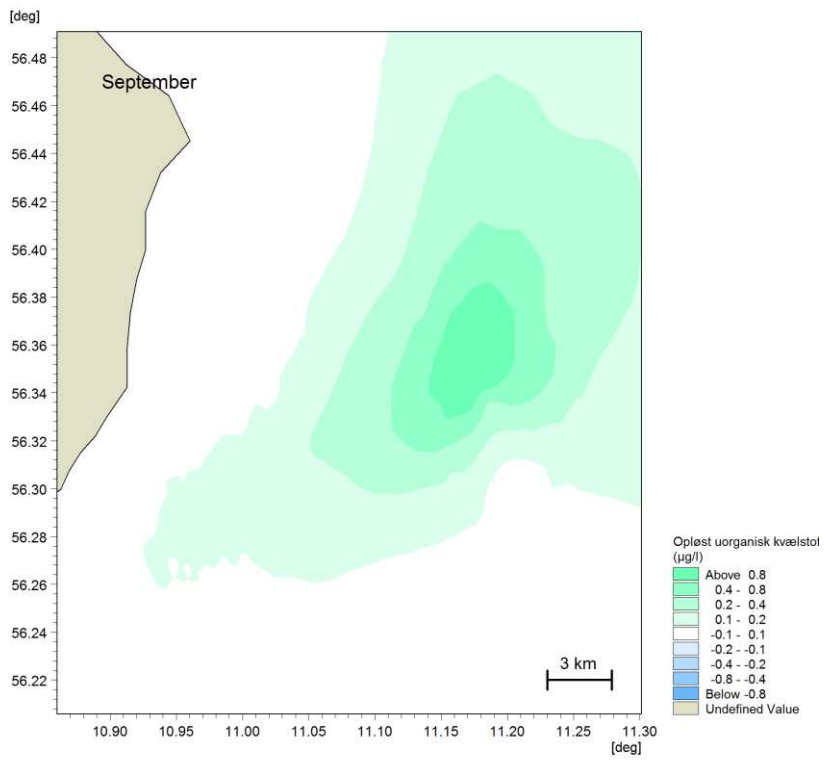 [deg]
56.48
September
56.46
56.44
56.42
56.40
56.38
56.36
56.34
56.32
56.30
56.28
56.26
56.24
56.22
3 km
10.90 10.95 11.00 11.05 11.10 11.15 11.20 11.25 11.30
[deg]
Opløst uorganisk kvælstof
(µg/l)
Above 0.8
0.4 - 0.8
0.2 - 0.4
0.1 - 0.2
-0.1 - 0.1
-0.2 - -0.1
-0.4 - -0.2
-0.8 - -0.4
Below -0.8
Undefined Value